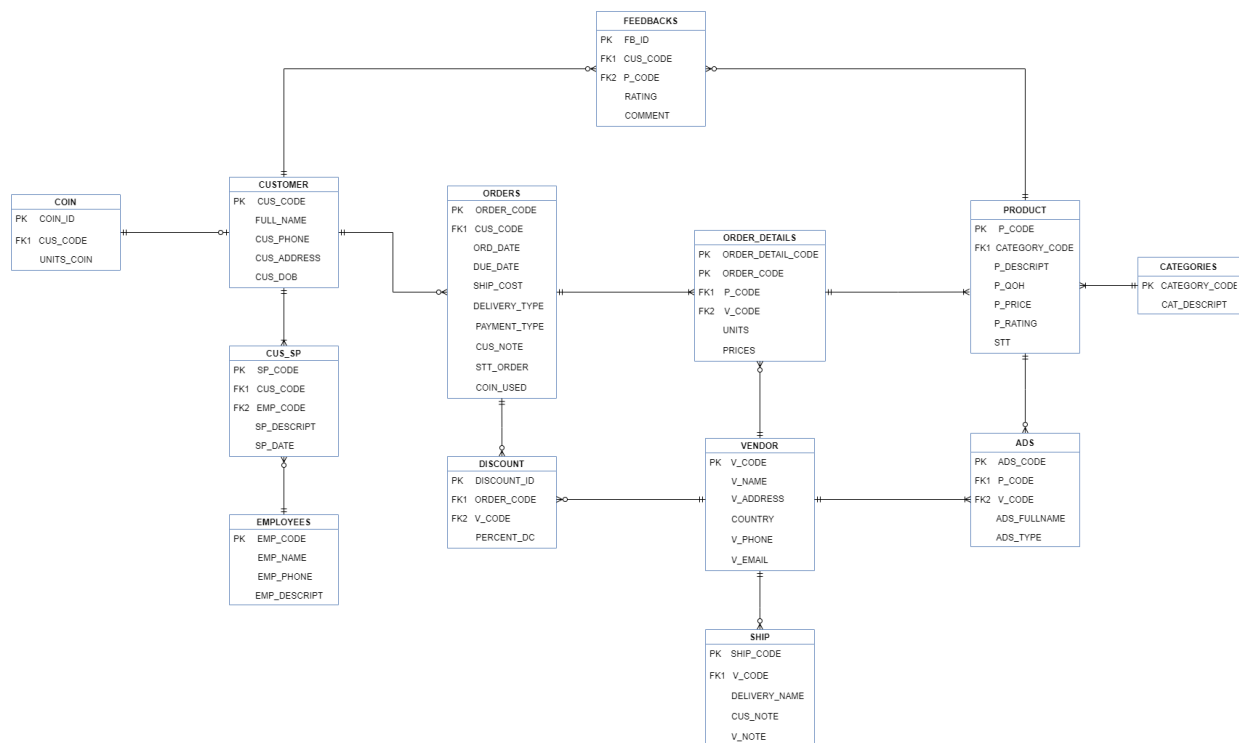 FEEDBACKS
PK FB_ID
FK1 CUS_CODE
FK2 P_CODE
RATING
COMMENT
COIN
PK COIN_ID
FK1 CUS_CODE
UNITS_COIN
CUSTOMER
PK CUS_CODE
FULL_NAME
CUS_PHONE
CUS_ADDRESS
CUS_DOB
ORDERS
PK ORDER_CODE
FK1 CUS_CODE
ORD_DATE
DUE_DATE
SHIP_COST
DELIVERY_TYPE
PAYMENT_TYPE
CUS_NOTE
STT_ORDER
COIN_USED
ORDER_DETAILS
PK ORDER_DETAIL_CODE
PK ORDER_CODE
FK1 P_CODE
FK2 V_CODE
UNITS
PRICES
PRODUCT
PK P_CODE
FK1 CATEGORY_CODE
P_DESCRIPT
P_QOH
P_PRICE
P_RATING
STT
CATEGORIES
PK CATEGORY_CODE
CAT_DESCRIPT
CUS_SP
PK SP_CODE
FK1 CUS_CODE
FK2 EMP_CODE
SP_DESCRIPT
SP_DATE
DISCOUNT
PK DISCOUNT_ID
FK1 ORDER_CODE
FK2 V_CODE
PERCENT_DC
VENDOR
PK V_CODE
V_NAME
V_ADDRESS
COUNTRY
V_PHONE
V_EMAIL
ADS
PK ADS_CODE
FK1 P_CODE
FK2 V_CODE
ADS_FULLNAME
ADS_TYPE
EMPLOYEES
PK EMP_CODE
EMP_NAME
EMP_PHONE
EMP_DESCRIPT
SHIP
PK SHIP_CODE
FK1 V_CODE
DELIVERY_NAME
CUS_NOTE
V_NOTE